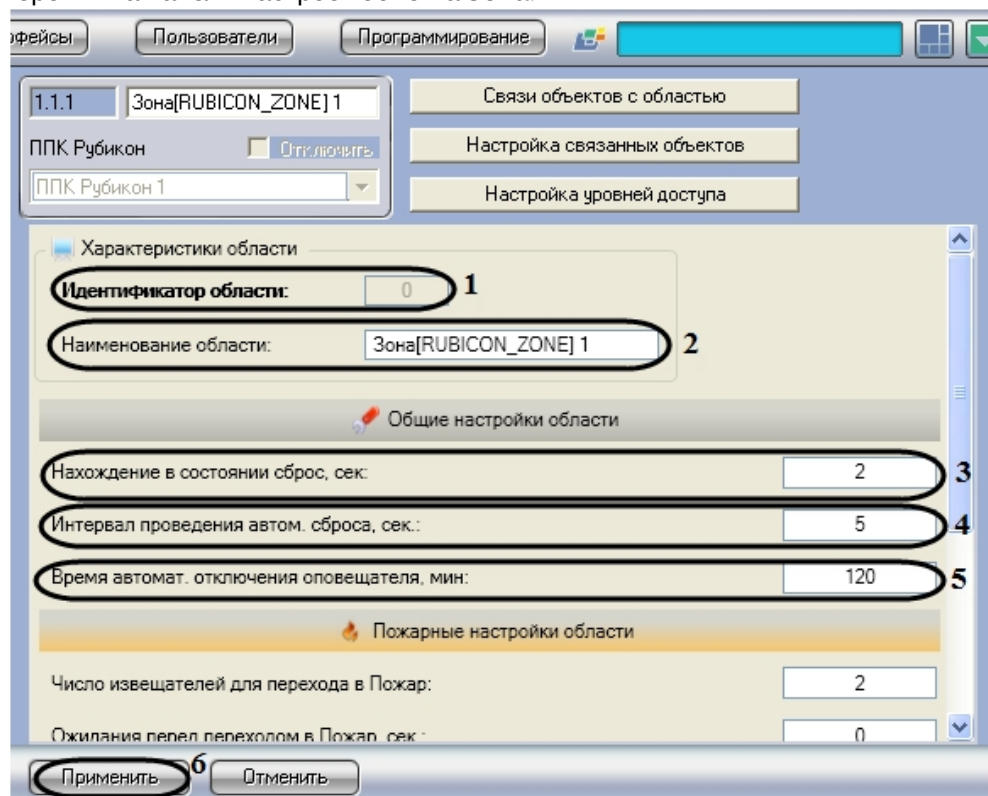 Пользователи
Программирование
1.1.1
Зона[RUBICON_ZONE] 1
ППК Рубикон
Отключить
ППК Рубикон 1
Связи объектов с областью
Настройка связанных объектов
Настройка уровней доступа
Характеристики области
Идентификатор области: 0 1
Наименование области: Зона[RUBICON_ZONE] 1 2
Общие настройки области
Нахождение в состоянии сброс, сек: 2 3
Интервал проведения автом. сброса, сек.: 5 4
Время автомат. отключения оповещателя, мин: 120 5
Пожарные настройки области
Число извещателей для перехода в Пожар: 2
Ожидания перед переходом в Пожар, сек.: 0
Применить 6
Отменить